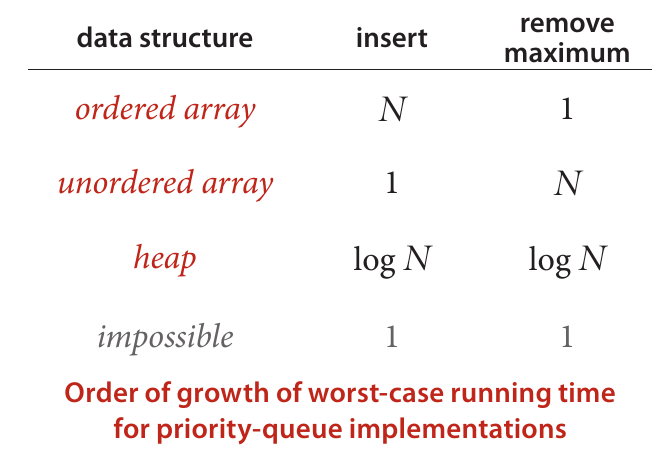 data structure insert remove maximum
ordered array N 1
unordered array 1 N
heap log N log N
impossible 1 1
Order of growth of worst-case running time
for priority-queue implementations